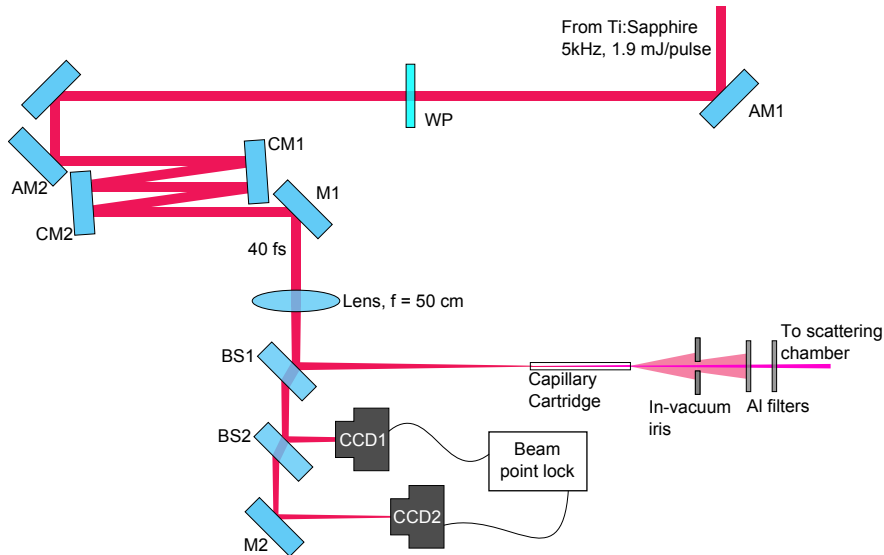 From Ti:Sapphire
5kHz, 1.9 mJ/pulse
WP
AM1
CM1
AM2
M1
CM2
40 fs
Lens, f = 50 cm
BS1
To scattering
chamber
Capillary
Cartridge
In-vacuum
iris
Al filters
BS2
CCD1
Beam
point lock
CCD2
M2